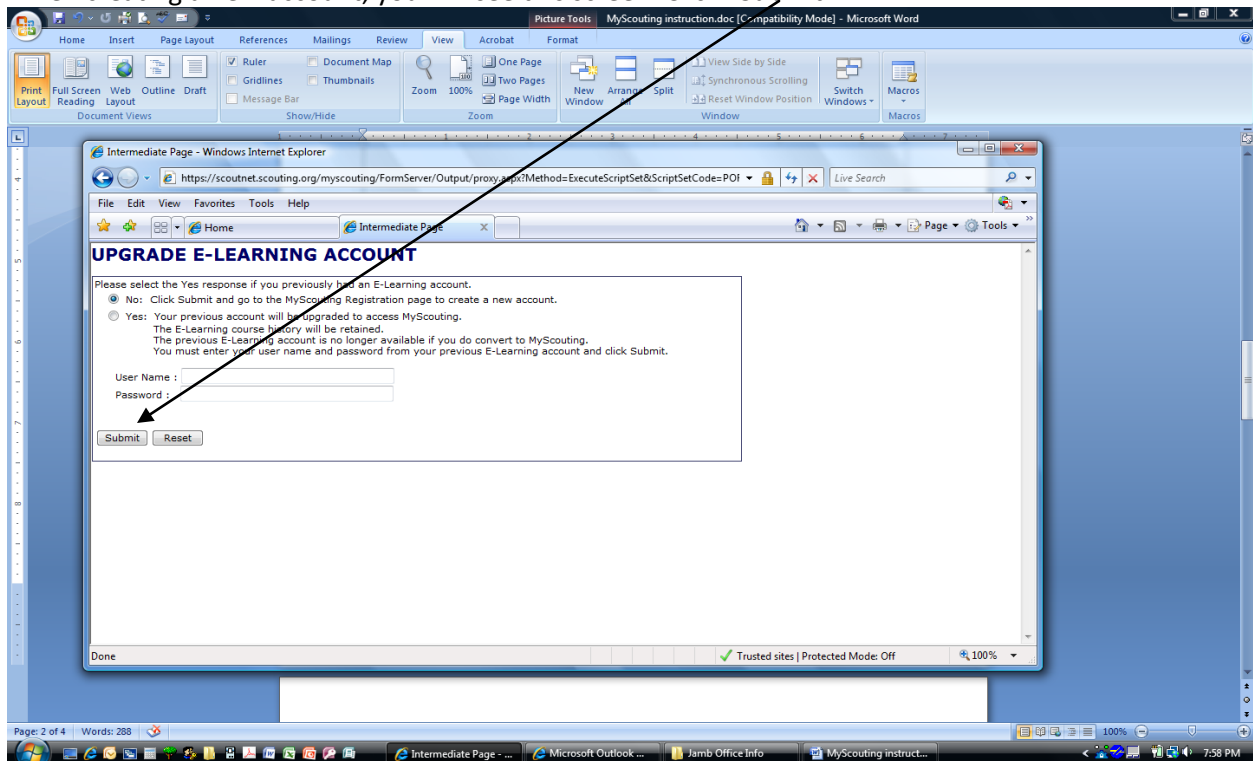 Picture Tools MyScouting instruction.doc [Compatibility Mode] - Microsoft Word
Home Insert Page Layout References Mailings Review View Acrobat Format
Print Layout
Full Screen Reading
Web Layout
Outline
Draft
Document Views
Ruler
Gridlines
Message Bar
Document Map
Thumbnails
Show/Hide
Zoom
100%
One Page
Two Pages
Page Width
Zoom
New Window
Arrange All
Split
View Side by Side
Synchronous Scrolling
Reset Window Position
Window
Switch Windows
Macros
Macros
Intermediate Page - Windows Internet Explorer
https://scoutnet.scouting.org/myscouting/FormServer/Output/proxy.aspx?Method=ExecuteScriptSet&ScriptSetCode=POI
Live Search
File Edit View Favorites Tools Help
Home Intermediate Page X Page Tools
UPGRADE E-LEARNING ACCOUNT
Please select the Yes response if you previously had an E-Learning account.
No: Click Submit and go to the MyScouting Registration page to create a new account.
Yes: Your previous account will be upgraded to access MyScouting.
The E-Learning course history will be retained.
The previous E-Learning account is no longer available if you do convert to MyScouting.
You must enter your user name and password from your previous E-Learning account and click Submit.
User Name :
Password :
Submit Reset
Done Trusted sites | Protected Mode: Off 100%
Page: 2 of 4 Words: 288 100%
Intermediate Page - ... Microsoft Outlook ... Jamb Office Info MyScouting instruct... 7:58 PM